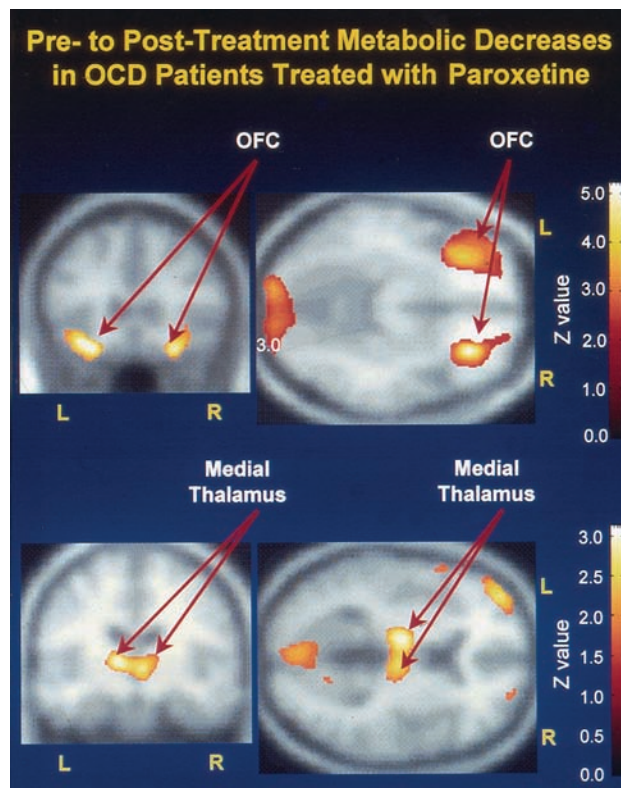 Pre- to Post-Treatment Metabolic Decreases
in OCD Patients Treated with Paroxetine
OFC
OFC
L
R
3.0
L
R
5.0
4.0
3.0
2.0
1.0
0.0
Z value
Medial
Thalamus
Medial
Thalamus
L
R
L
R
3.0
2.5
2.0
1.5
1.0
0.5
0.0
Z value